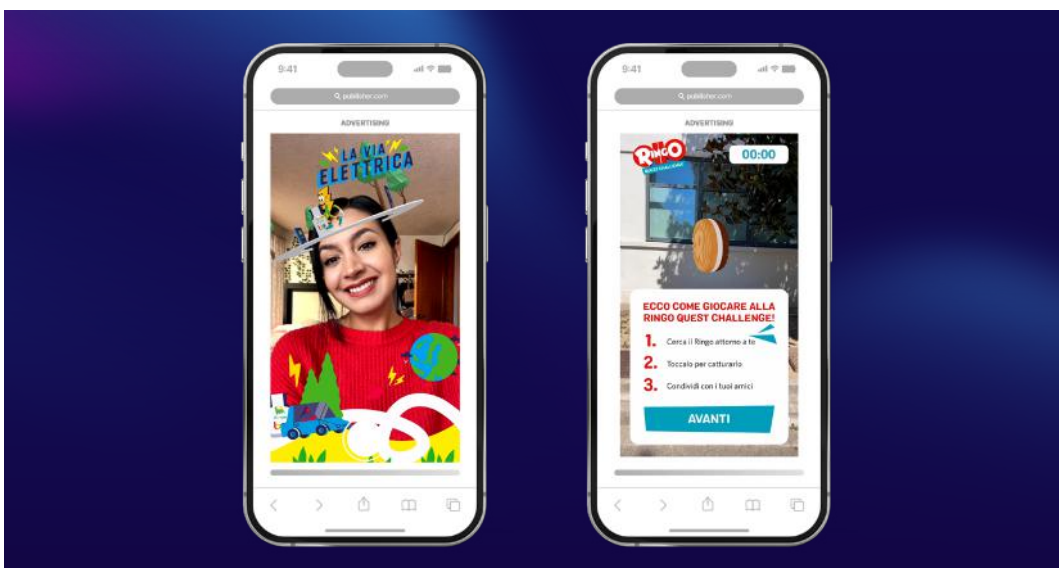 9:41
publisher.com
ADVERTISING
LA VIA
ELETTRICA
9:41
publisher.com
ADVERTISING
RINGO
00:00
ECCO COME GIOCARE ALLA
RINGO QUEST CHALLENGE!
1. Cerca il Ringo attorno a te
2. Toccalo per catturarlo
3. Condividi con i tuoi amici
AVANTI